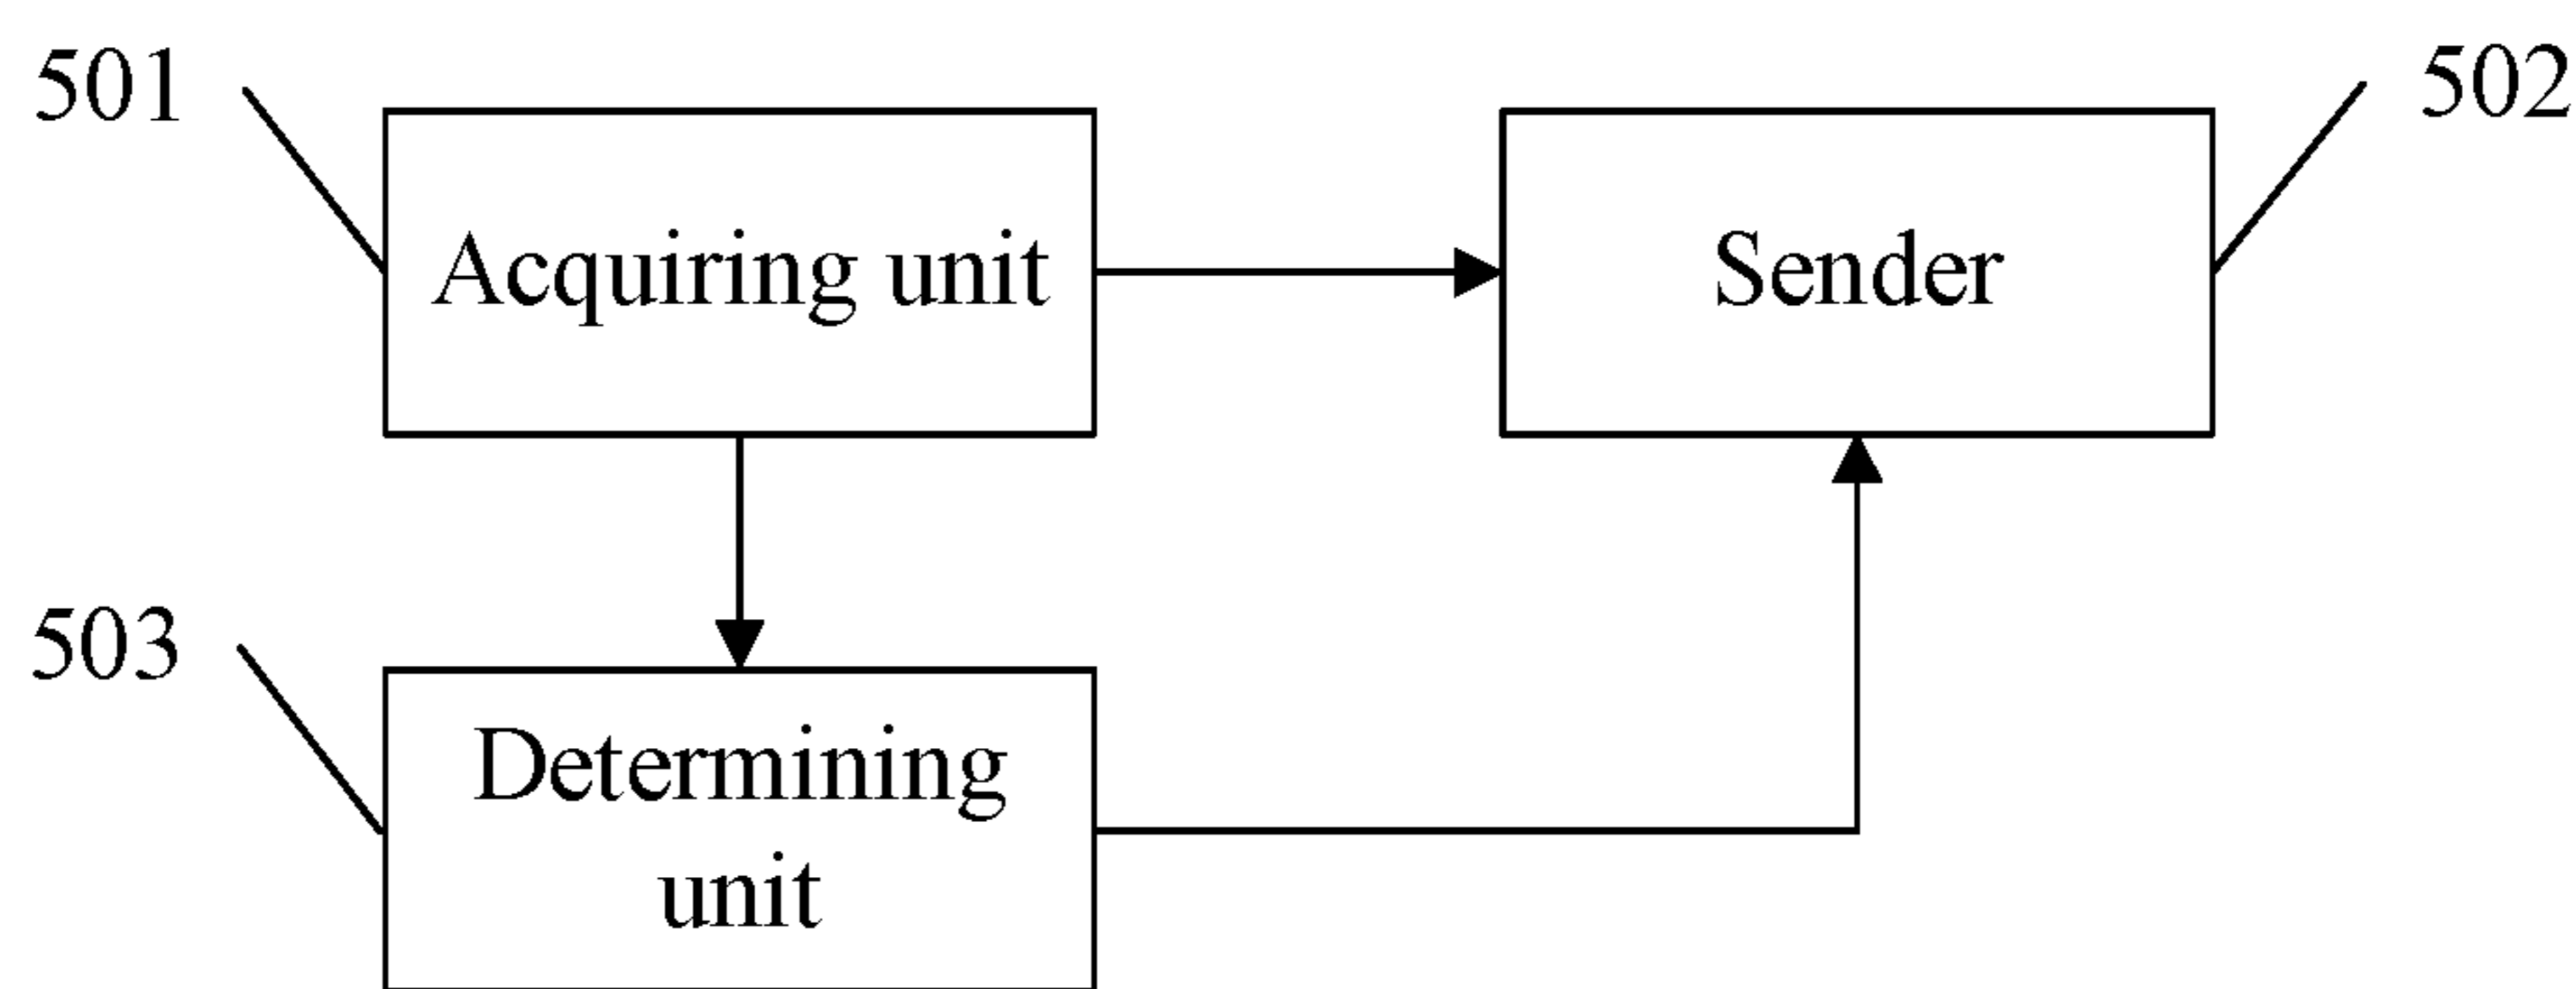 501
Acquiring unit
Sender
502
503
Determining
unit